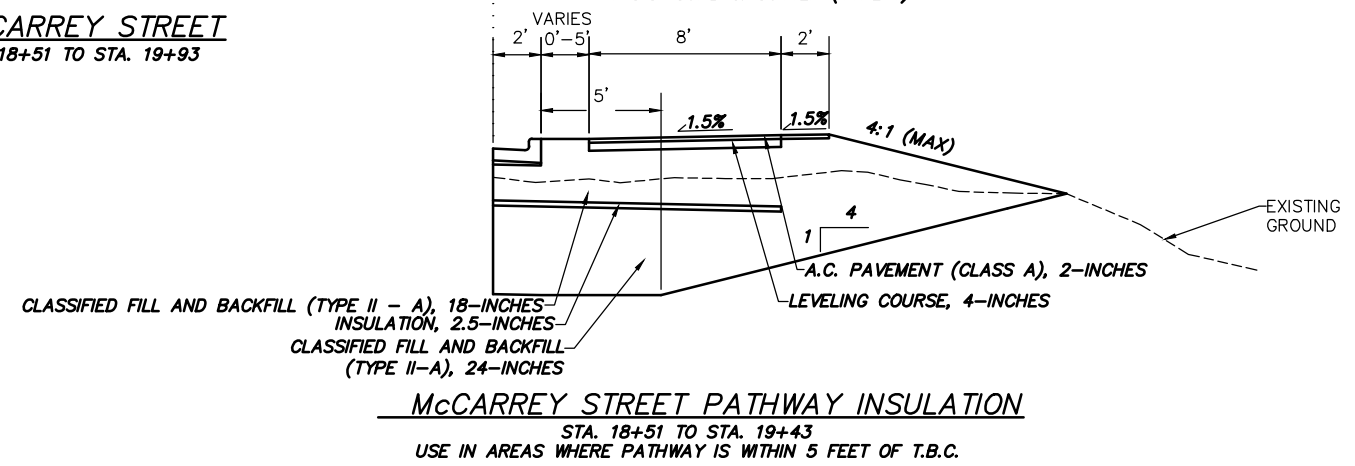 CARREY STREET
18+51 TO STA. 19+93
VARIES
2'
0'-5'
8'
2'
5'
1.5%
1.5%
4:1 (MAX)
4
1
EXISTING
GROUND
A.C. PAVEMENT (CLASS A), 2-INCHES
LEVELING COURSE, 4-INCHES
CLASSIFIED FILL AND BACKFILL (TYPE II - A), 18-INCHES
INSULATION, 2.5-INCHES
CLASSIFIED FILL AND BACKFILL
(TYPE II-A), 24-INCHES
McCARREY STREET PATHWAY INSULATION
STA. 18+51 TO STA. 19+43
USE IN AREAS WHERE PATHWAY IS WITHIN 5 FEET OF T.B.C.